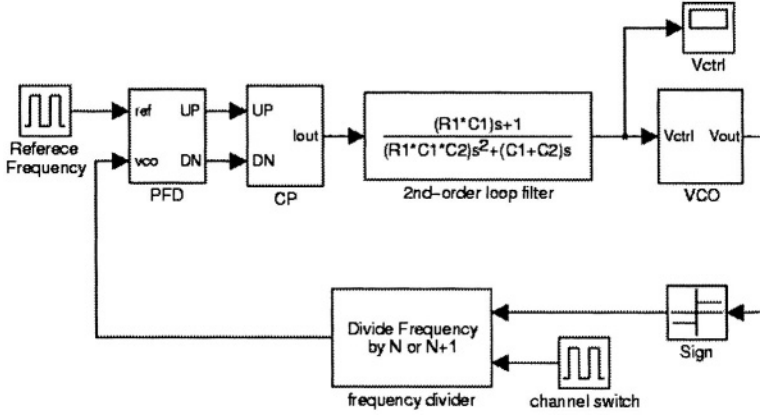 Vctrl
Referece
Frequency
ref UP
vco DN
PFD
UP
Iout
DN
CP
(R1*C1)s+1
(R1*C1*C2)s²+(C1+C2)s
2nd-order loop filter
Vctrl Vout
VCO
Divide Frequency
by N or N+1
frequency divider
channel switch
Sign